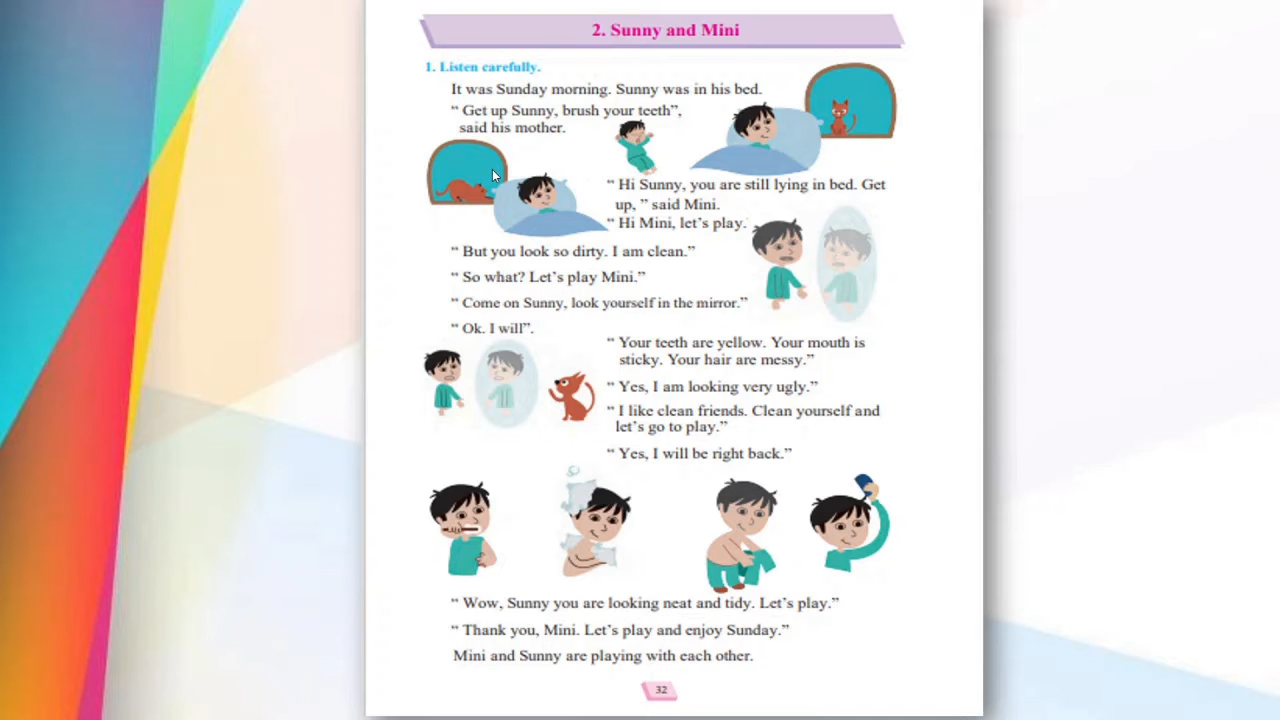 2. Sunny and Mini
1. Listen carefully.
It was Sunday morning. Sunny was in his bed.
“ Get up Sunny, brush your teeth”,
said his mother.
“ Hi Sunny, you are still lying in bed. Get
up, ” said Mini.
“ Hi Mini, let’s play.’
“ But you look so dirty. I am clean.”
“ So what? Let’s play Mini.”
“ Come on Sunny, look yourself in the mirror.”
“ Ok. I will”.
“ Your teeth are yellow. Your mouth is
sticky. Your hair are messy.”
“ Yes, I am looking very ugly.”
“ I like clean friends. Clean yourself and
let’s go to play.”
“ Yes, I will be right back.”
“ Wow, Sunny you are looking neat and tidy. Let’s play.”
“ Thank you, Mini. Let’s play and enjoy Sunday.”
Mini and Sunny are playing with each other.
32